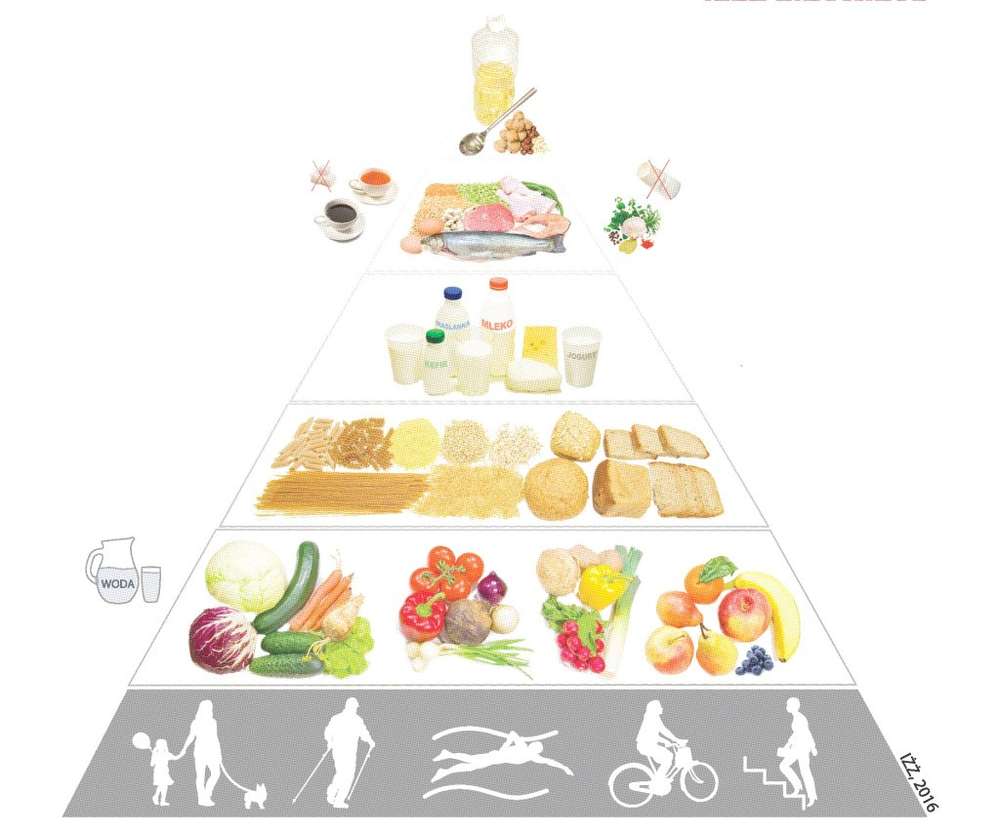 MAŚLANKA
MLEKO
KEFIR
JOGURT
WODA
IŻŻ, 2016